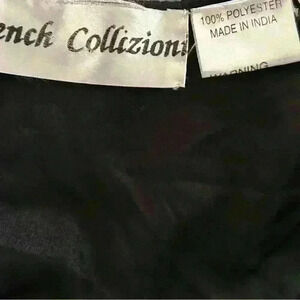 ench Collizioni
100% POLYESTER
MADE IN INDIA
WARNING